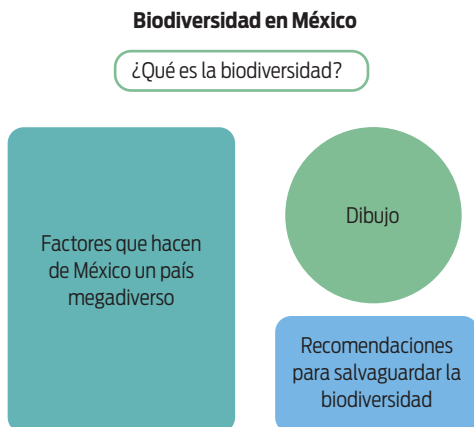 Biodiversidad en México
¿Qué es la biodiversidad?
Factores que hacen
de México un país
megadiverso
Dibujo
Recomendaciones
para salvaguardar la
biodiversidad